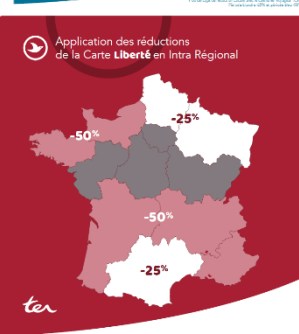 Application des réductions
de la Carte Liberté en Intra Régional
-25%
-50%
-50%
-25%
ter